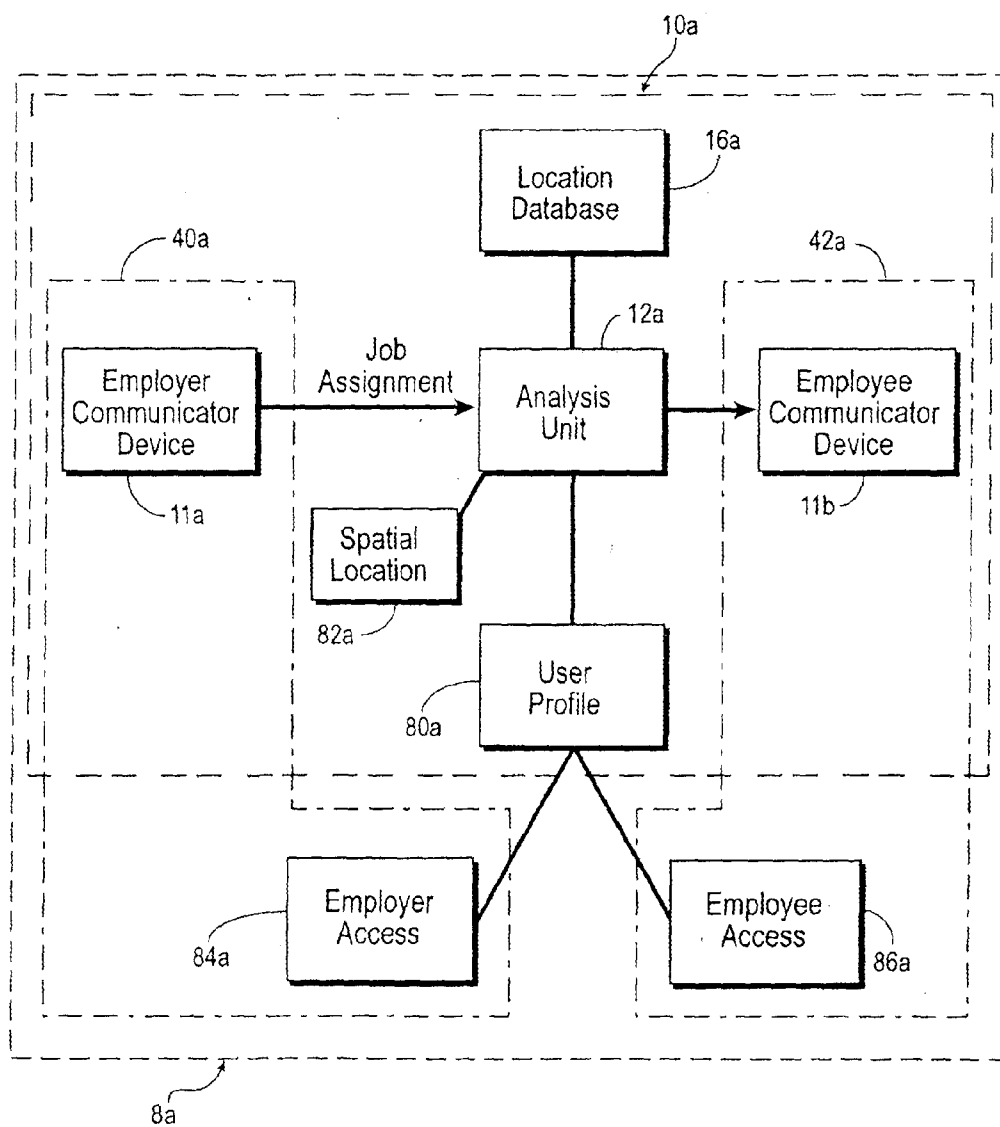 10a
16a
Location
Database
40a
42a
12a
Employer
Communicator
Device
Job
Assignment
Analysis
Unit
Employee
Communicator
Device
11a
11b
Spatial
Location
82a
User
Profile
80a
Employer
Access
84a
Employee
Access
86a
8a